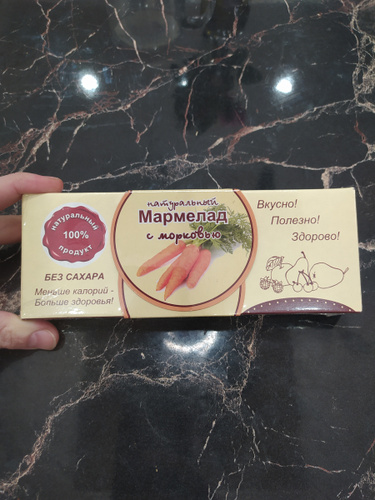 натуральный
100%
продукт
БЕЗ САХАРА
Меньше калорий -
Больше здоровья!
натуральный
Мармелад
с морковью
Вкусно!
Полезно!
Здорово!